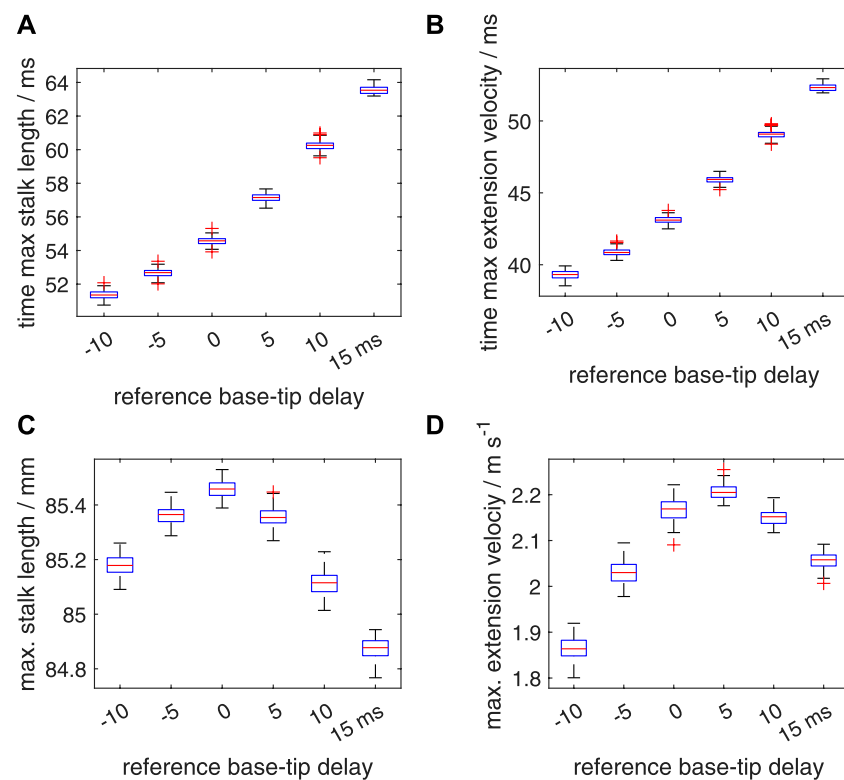 A
time max stalk length / ms
64
62
60
58
56
54
52
-10
-5
0
5
10
15 ms
reference base-tip delay
B
time max extension velocity / ms
50
45
40
-10
-5
0
5
10
15 ms
reference base-tip delay
C
max. stalk length / mm
85.4
85.2
85
84.8
-10
-5
0
5
10
15 ms
reference base-tip delay
D
max. extension velociy / m s⁻¹
2.2
2.1
2
1.9
1.8
-10
-5
0
5
10
15 ms
reference base-tip delay